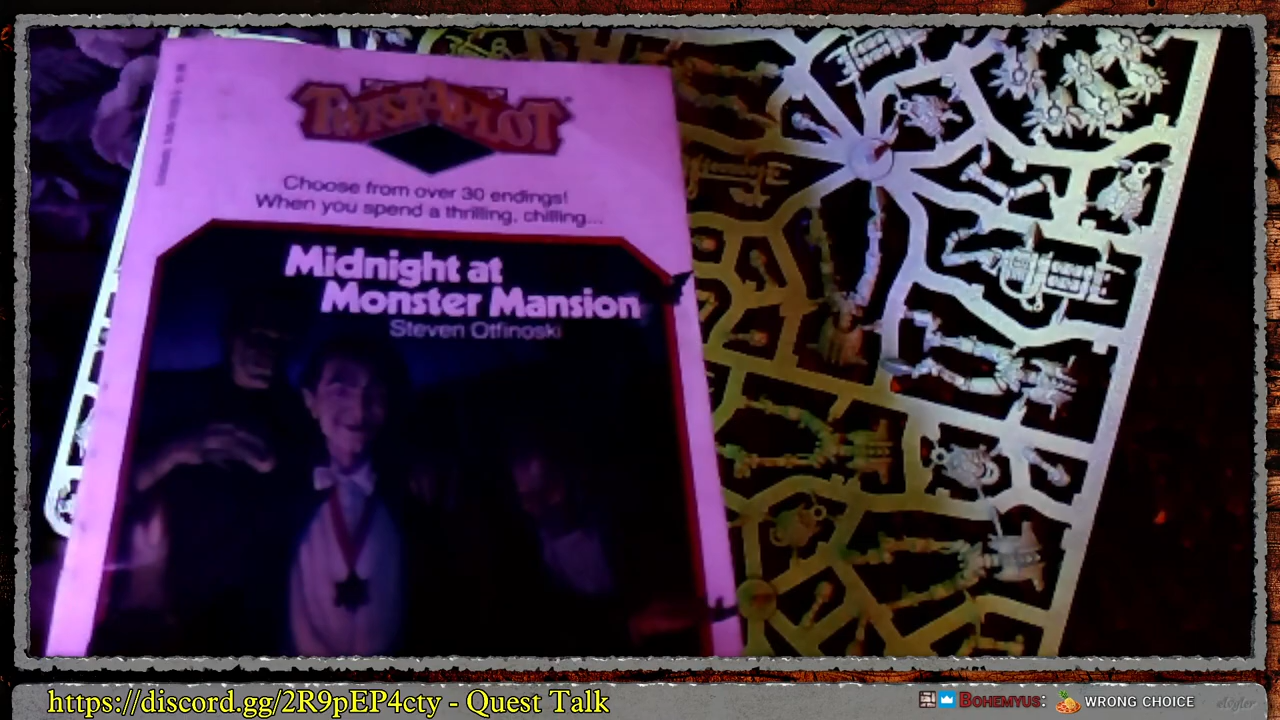 TWISTAPLOT
Choose from over 30 endings!
When you spend a thrilling, chilling...
Midnight at
Monster Mansion
Steven Otfinoski
https://discord.gg/2R9pEP4cty - Quest Talk
BOHEMYUS: WRONG CHOICE